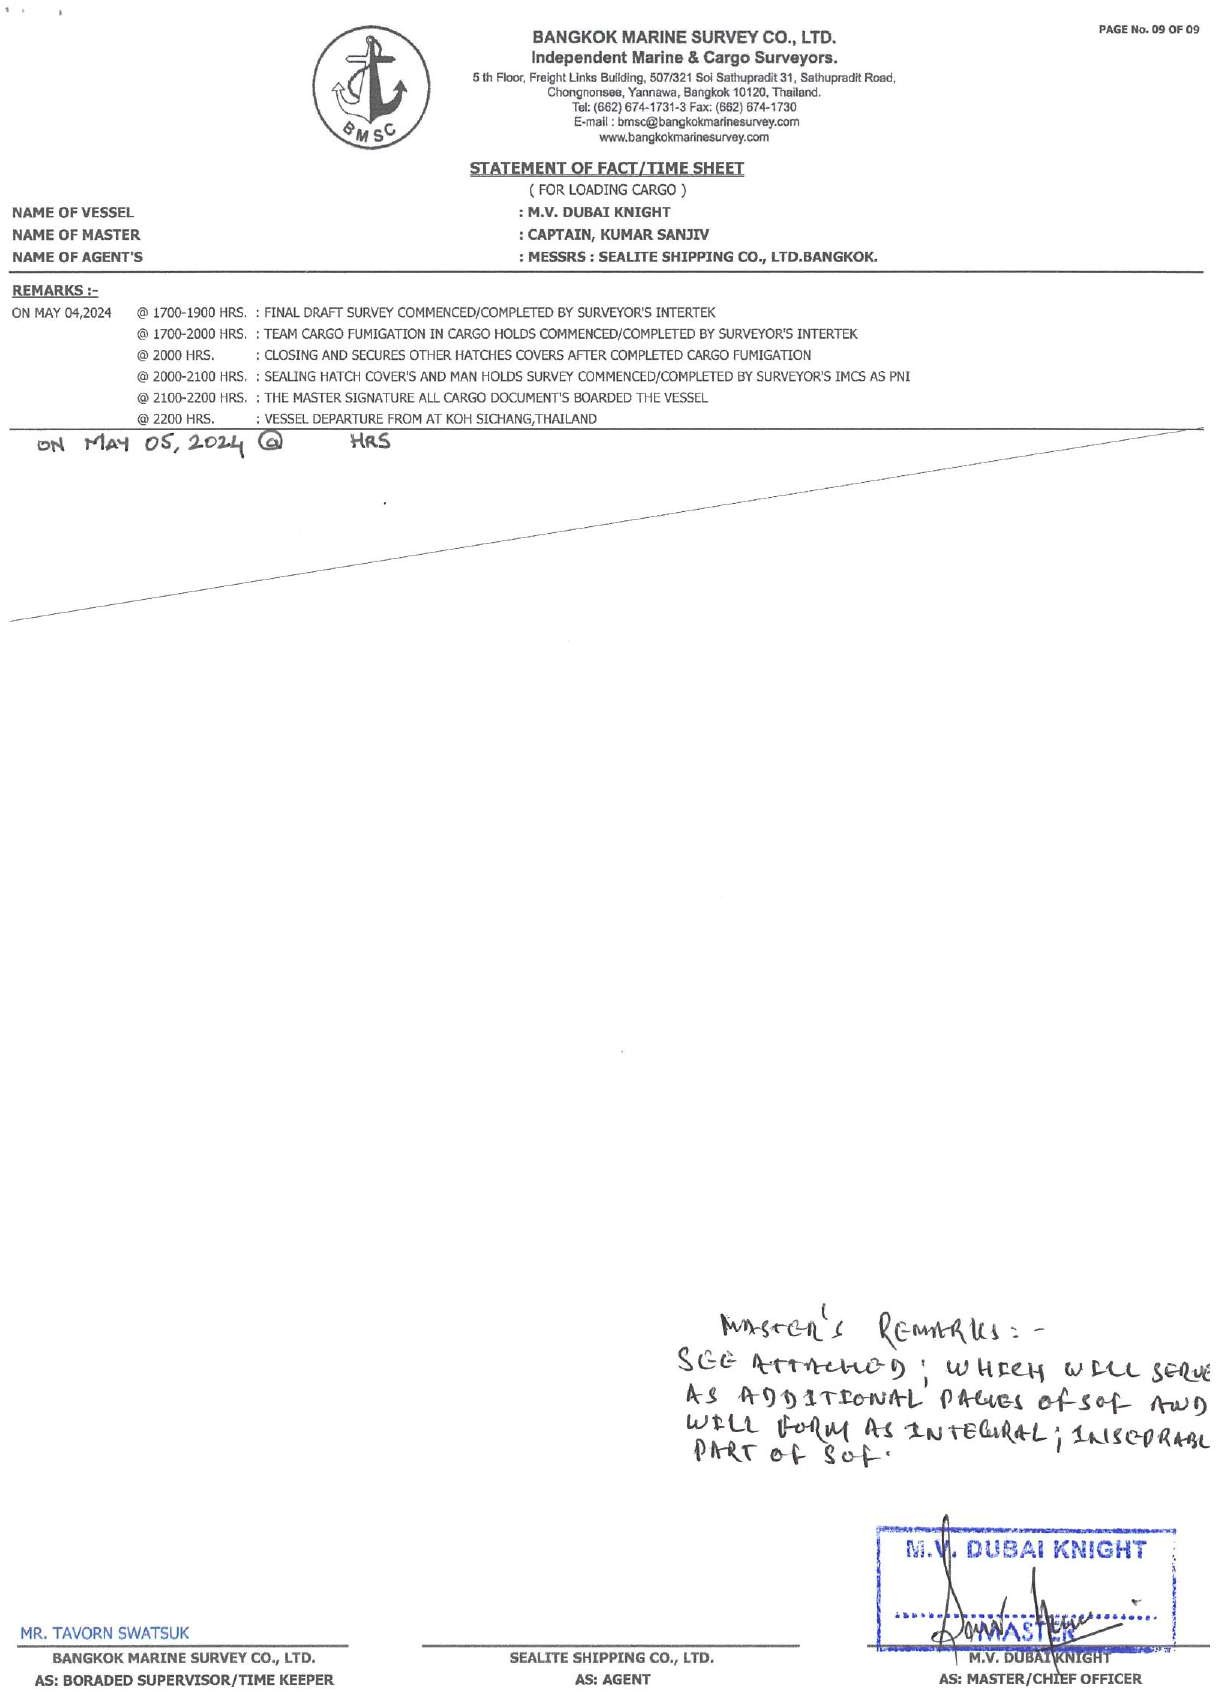 PAGE No. 09 OF 09
BMSC
BANGKOK MARINE SURVEY CO., LTD.
Independent Marine & Cargo Surveyors.
5 th Floor, Freight Links Building, 507/321 Soi Sathupradit 31, Sathupradit Road,
Chongnonsee, Yannawa, Bangkok 10120, Thailand.
Tel: (662) 674-1731-3 Fax: (662) 674-1730
E-mail : bmsc@bangkokmarinesurvey.com
www.bangkokmarinesurvey.com
STATEMENT OF FACT/TIME SHEET
( FOR LOADING CARGO )
NAME OF VESSEL : M.V. DUBAI KNIGHT
NAME OF MASTER : CAPTAIN, KUMAR SANJIV
NAME OF AGENT'S : MESSRS : SEALITE SHIPPING CO., LTD.BANGKOK.
REMARKS :-
ON MAY 04,2024 @ 1700-1900 HRS. : FINAL DRAFT SURVEY COMMENCED/COMPLETED BY SURVEYOR'S INTERTEK
@ 1700-2000 HRS. : TEAM CARGO FUMIGATION IN CARGO HOLDS COMMENCED/COMPLETED BY SURVEYOR'S INTERTEK
@ 2000 HRS. : CLOSING AND SECURES OTHER HATCHES COVERS AFTER COMPLETED CARGO FUMIGATION
@ 2000-2100 HRS. : SEALING HATCH COVER'S AND MAN HOLDS SURVEY COMMENCED/COMPLETED BY SURVEYOR'S IMCS AS PNI
@ 2100-2200 HRS. : THE MASTER SIGNATURE ALL CARGO DOCUMENT'S BOARDED THE VESSEL
@ 2200 HRS. : VESSEL DEPARTURE FROM AT KOH SICHANG,THAILAND
ON MAY 05, 2024 @ HRS
MASTER'S REMARKS : -
SEE ATTACHED ; WHICH WILL SERVE
AS ADDITIONAL PAGES OF SOF AND
WILL FORM AS INTEGRAL ; INSEPRABL
PART OF SOF.
M.V. DUBAI KNIGHT
MASTER
MR. TAVORN SWATSUK
BANGKOK MARINE SURVEY CO., LTD. SEALITE SHIPPING CO., LTD. M.V. DUBAI KNIGHT
AS: BORADED SUPERVISOR/TIME KEEPER AS: AGENT AS: MASTER/CHIEF OFFICER